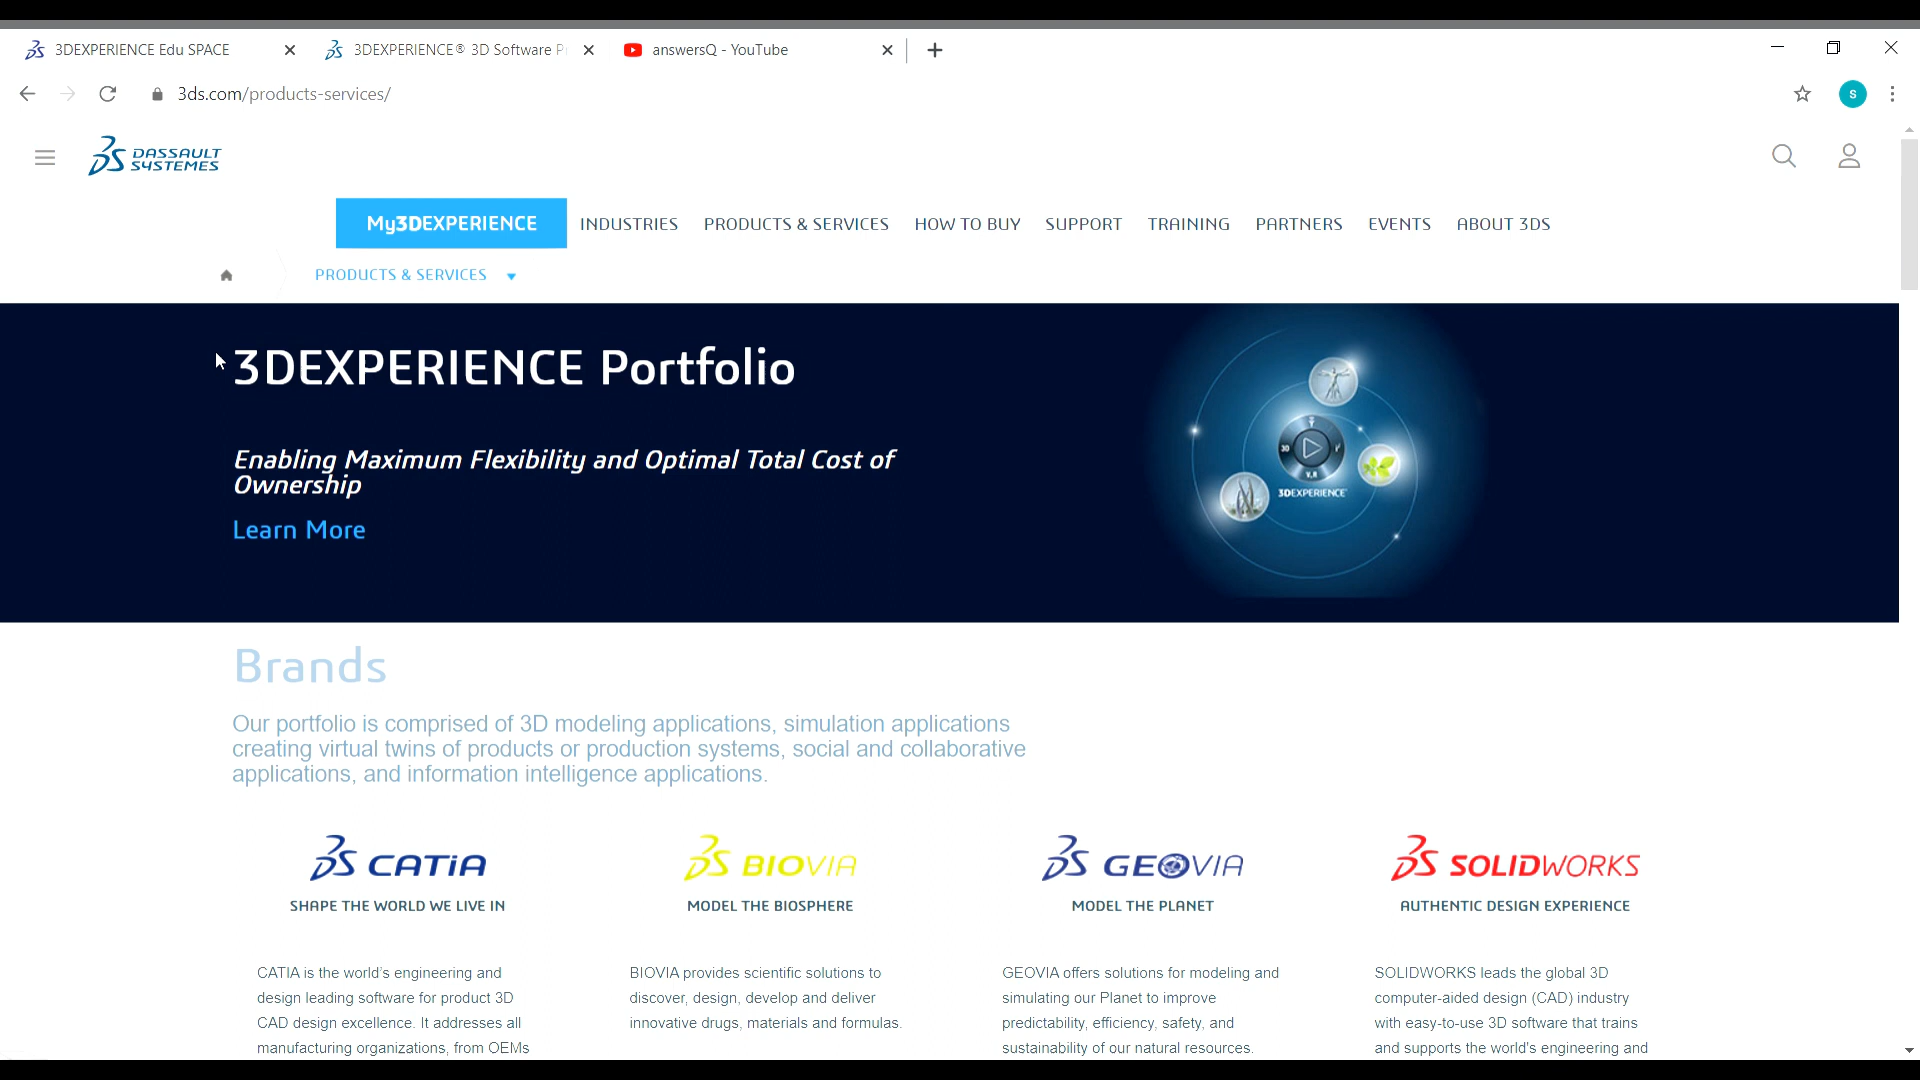 3DEXPERIENCE Edu SPACE
3DEXPERIENCE® 3D Software P
answersQ - YouTube
3ds.com/products-services/
S
DASSAULT
SYSTEMES
My3DEXPERIENCE
INDUSTRIES
PRODUCTS & SERVICES
HOW TO BUY
SUPPORT
TRAINING
PARTNERS
EVENTS
ABOUT 3DS
PRODUCTS & SERVICES
3DEXPERIENCE Portfolio
Enabling Maximum Flexibility and Optimal Total Cost of
Ownership
Learn More
3D
V.R
3DEXPERIENCE
Brands
Our portfolio is comprised of 3D modeling applications, simulation applications
creating virtual twins of products or production systems, social and collaborative
applications, and information intelligence applications.
CATIA
SHAPE THE WORLD WE LIVE IN
CATIA is the world's engineering and
design leading software for product 3D
CAD design excellence. It addresses all
manufacturing organizations, from OEMs
BIOVIA
MODEL THE BIOSPHERE
BIOVIA provides scientific solutions to
discover, design, develop and deliver
innovative drugs, materials and formulas.
GEOVIA
MODEL THE PLANET
GEOVIA offers solutions for modeling and
simulating our Planet to improve
predictability, efficiency, safety, and
sustainability of our natural resources.
SOLIDWORKS
AUTHENTIC DESIGN EXPERIENCE
SOLIDWORKS leads the global 3D
computer-aided design (CAD) industry
with easy-to-use 3D software that trains
and supports the world's engineering and